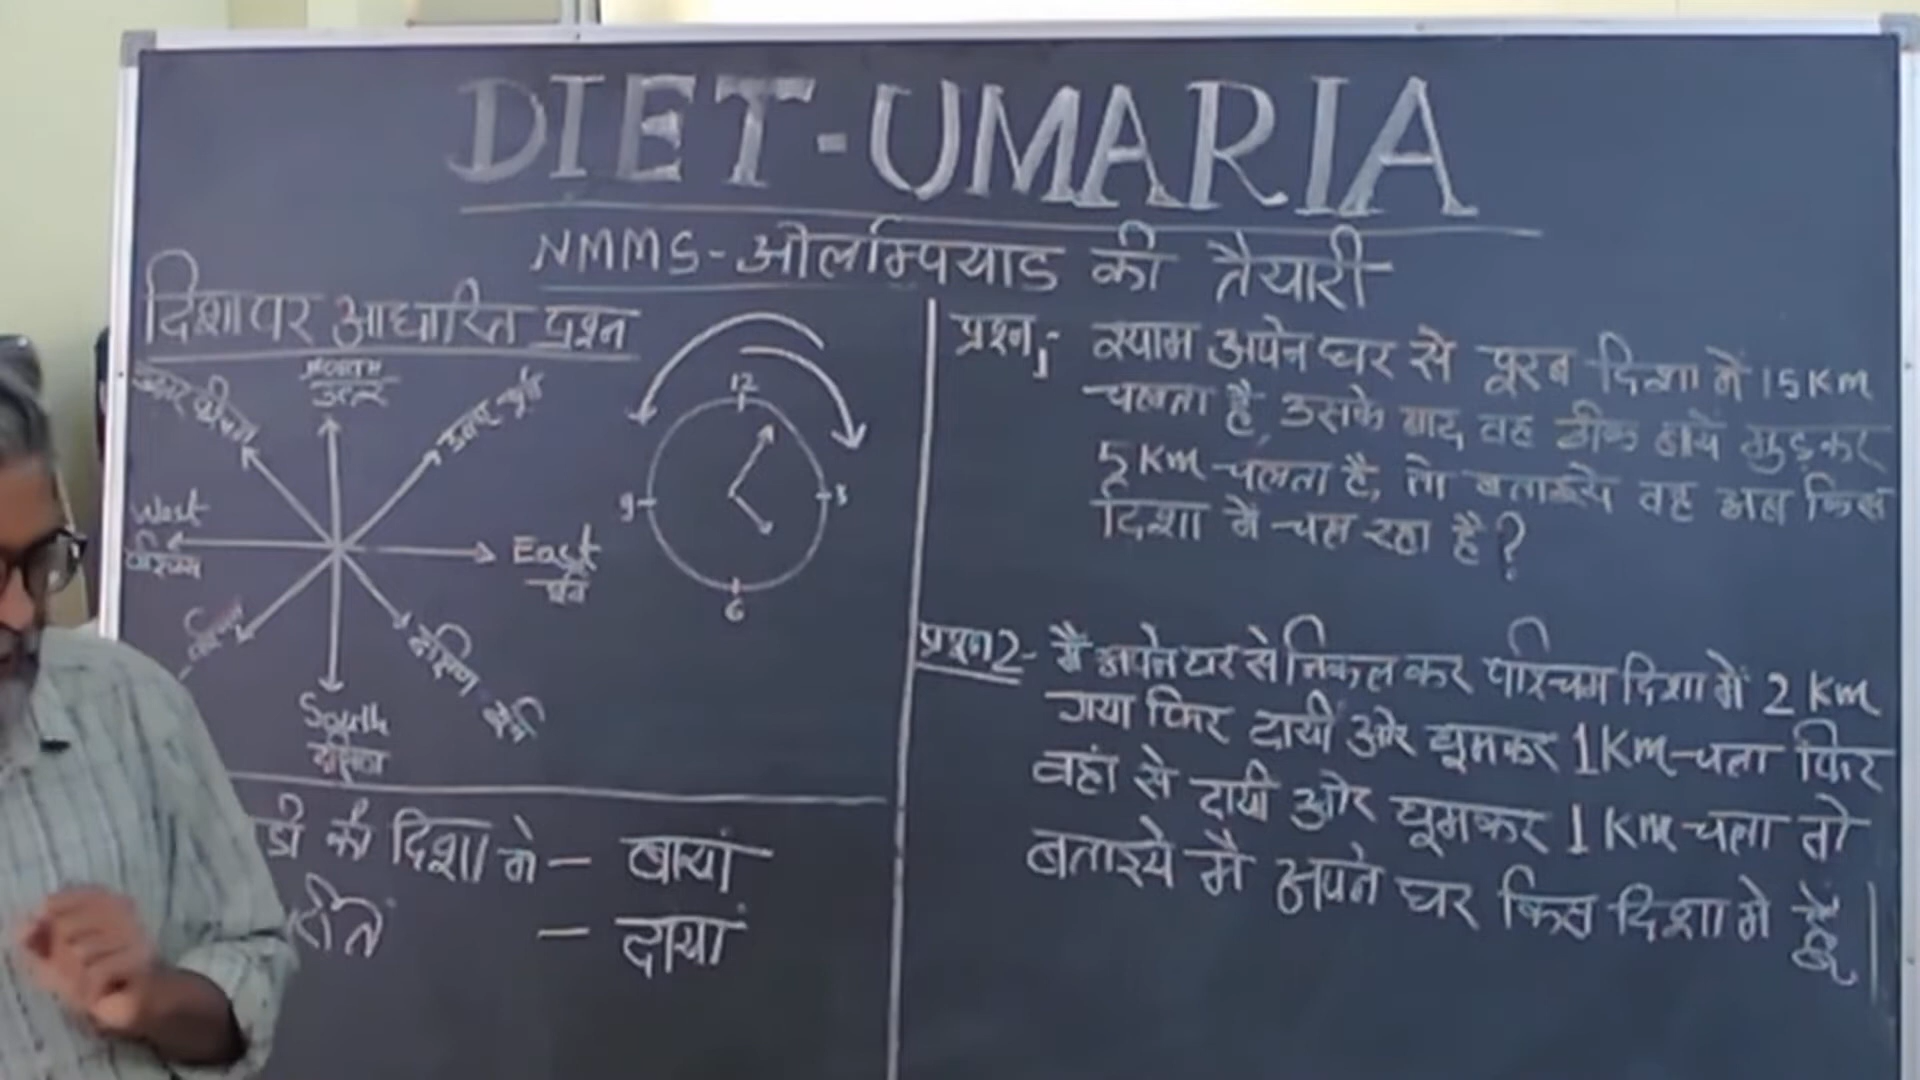 DIET-UMARIA
NMMS-ओलम्पियाड की तैयारी
दिशा पर आधारित प्रश्न
NORTH
उत्तर
उत्तर पूर्व
West
पश्चिम
East
पूर्व
दक्षिण पूर्व
South
दक्षिण
12
3
6
9
डी की दिशा में - बायां
रीत - दायां
प्रश्न1- श्याम अपने घर से पूरब दिशा में 15 Km
चलता है, उसके बाद वह ठीक बायें मुड़कर
5 Km चलता है, तो बताइये वह अब किस
दिशा में चल रहा है?
प्रश्न2- मै अपने घर से निकल कर पश्चिम दिशा में 2 Km
गया फिर दायीं ओर घूमकर 1 Km चला फिर
वहां से दायीं ओर घूमकर 1 Km चला तो
बताइये मै अपने घर किस दिशा में हूँ।